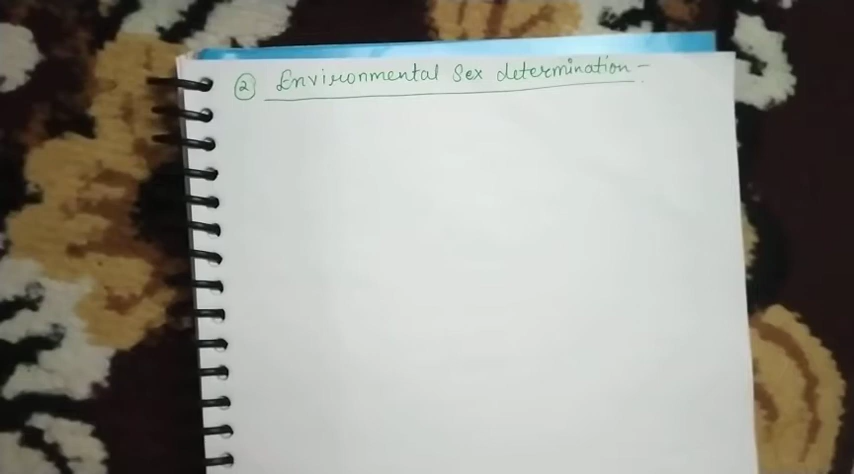 ② Environmental Sex determination -